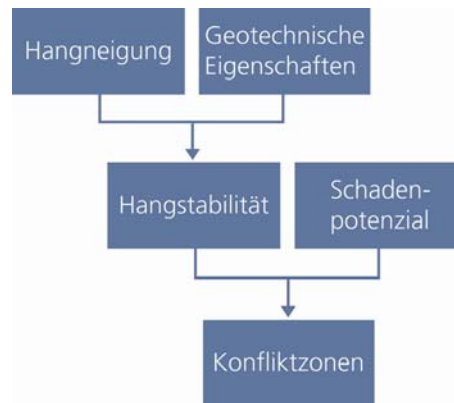 Hangneigung
Geotechnische
Eigenschaften
Hangstabilität
Schaden-
potenzial
Konfliktzonen